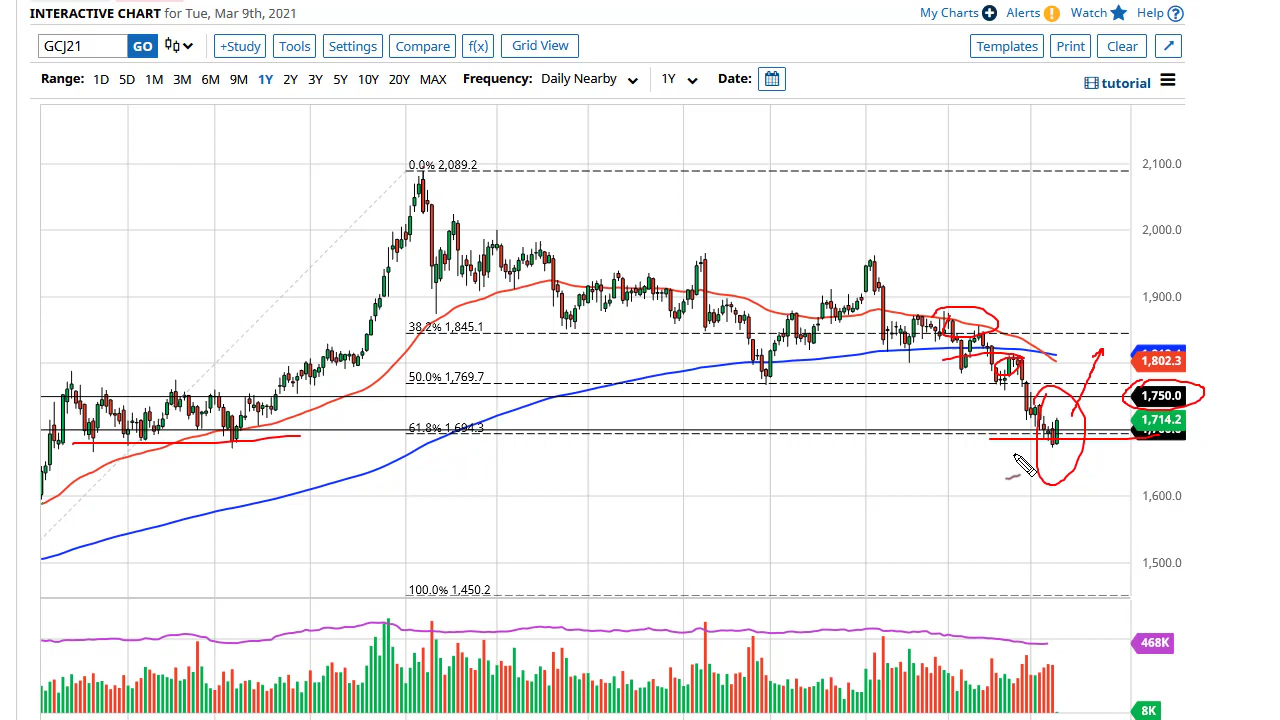 INTERACTIVE CHART for Tue, Mar 9th, 2021
My Charts Alerts Watch Help
GCJ21 GO +Study Tools Settings Compare f(x) Grid View Templates Print Clear
Range: 1D 5D 1M 3M 6M 9M 1Y 2Y 3Y 5Y 10Y 20Y MAX Frequency: Daily Nearby 1Y Date:
tutorial
0.0% 2,089.2
2,100.0
2,000.0
1,900.0
38.2% 1,845.1
1,802.3
50.0% 1,769.7
1,750.0
1,714.2
61.8% 1,694.3
1,600.0
1,500.0
100.0% 1,450.2
468K
8K